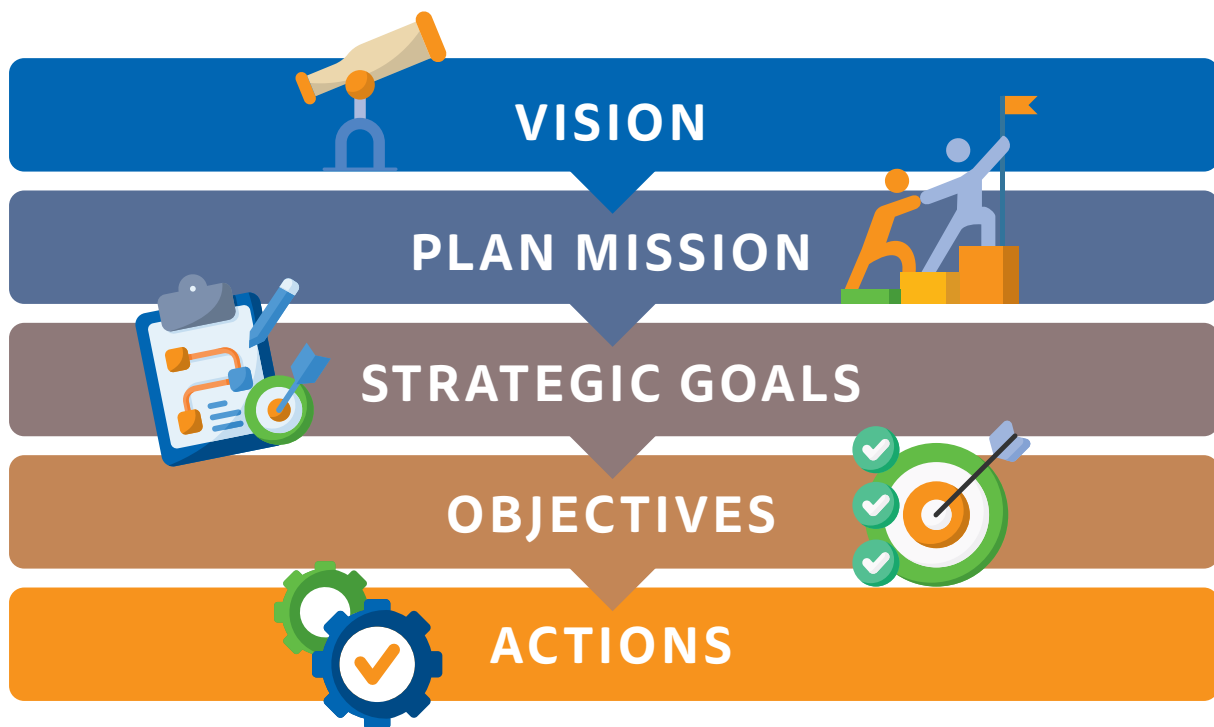 VISION
PLAN MISSION
STRATEGIC GOALS
OBJECTIVES
ACTIONS